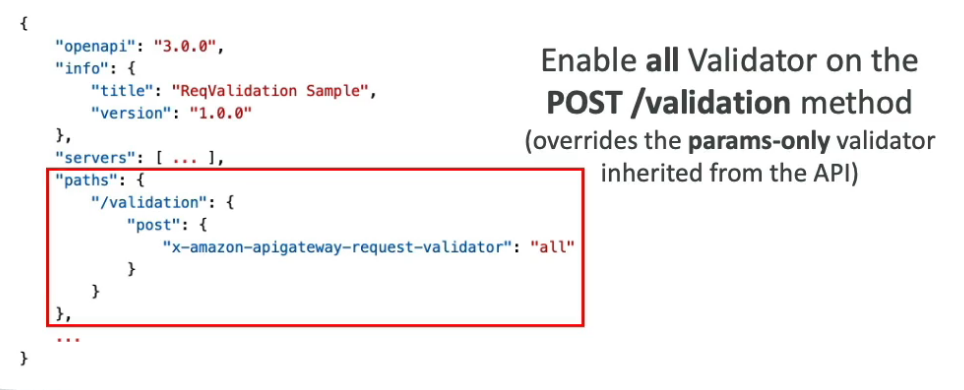 {
"openapi": "3.0.0",
"info": {
"title": "ReqValidation Sample",
"version": "1.0.0"
},
"servers": [ ... ],
"paths": {
"/validation": {
"post": {
"x-amazon-apigateway-request-validator": "all"
}
}
},
...
}
Enable all Validator on the
POST /validation method
(overrides the params-only validator
inherited from the API)